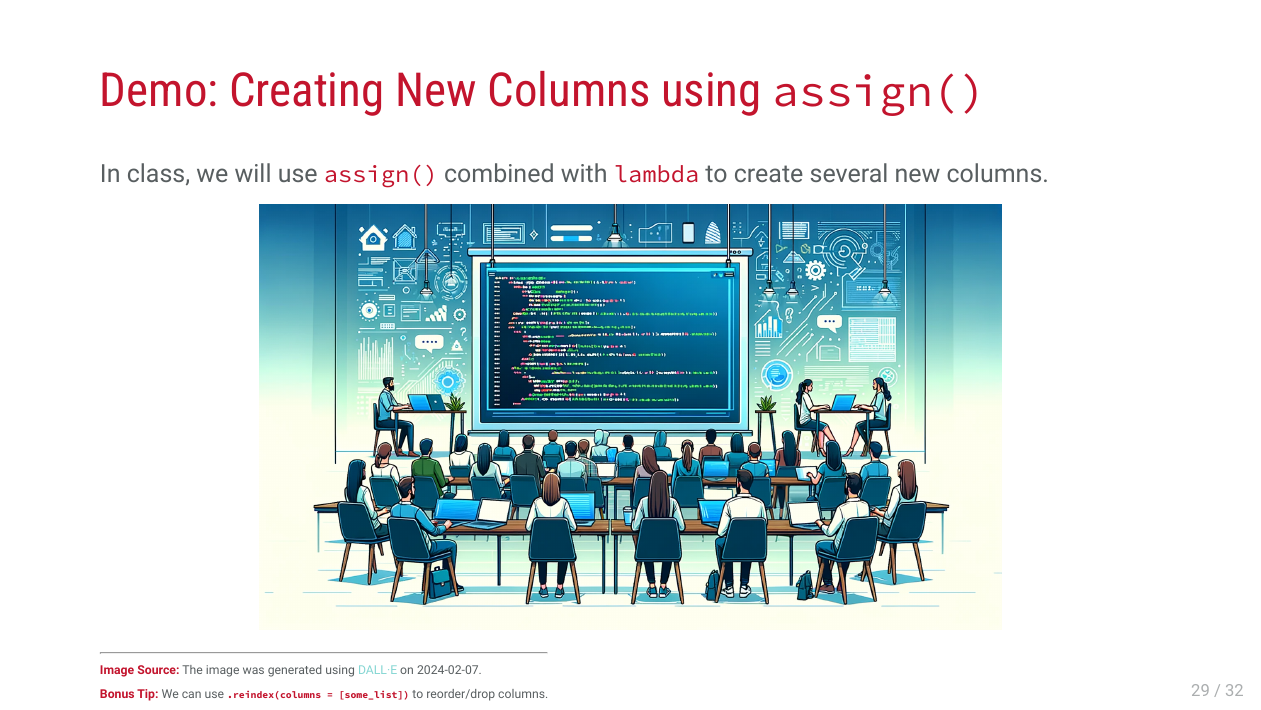 Demo: Creating New Columns using assign()
In class, we will use assign() combined with lambda to create several new columns.
Image Source: The image was generated using DALL·E on 2024-02-07.
Bonus Tip: We can use .reindex(columns = [some_list]) to reorder/drop columns.
29 / 32